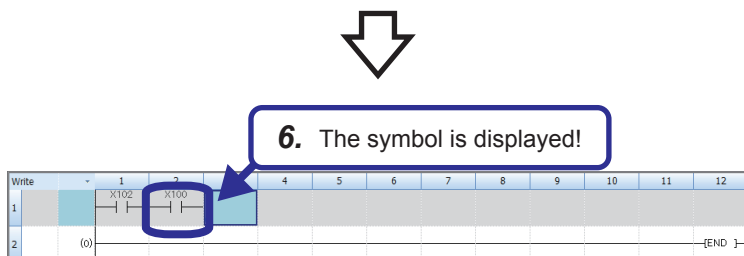 6. The symbol is displayed!
Write 1 2 4 5 6 7 8 9 10 11 12
X102 X100
1
2 (0) [END ]